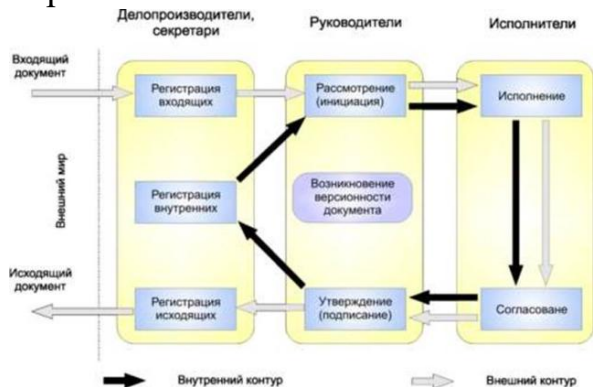 Делопроизводители,
секретари
Руководители
Исполнители
Входящий
документ
Регистрация
входящих
Рассмотрение
(инициация)
Исполнение
Внешний мир
Регистрация
внутренних
Возникновение
версионности
документа
Исходящий
документ
Регистрация
исходящих
Утверждение
(подписание)
Согласоване
Внутренний контур
Внешний контур